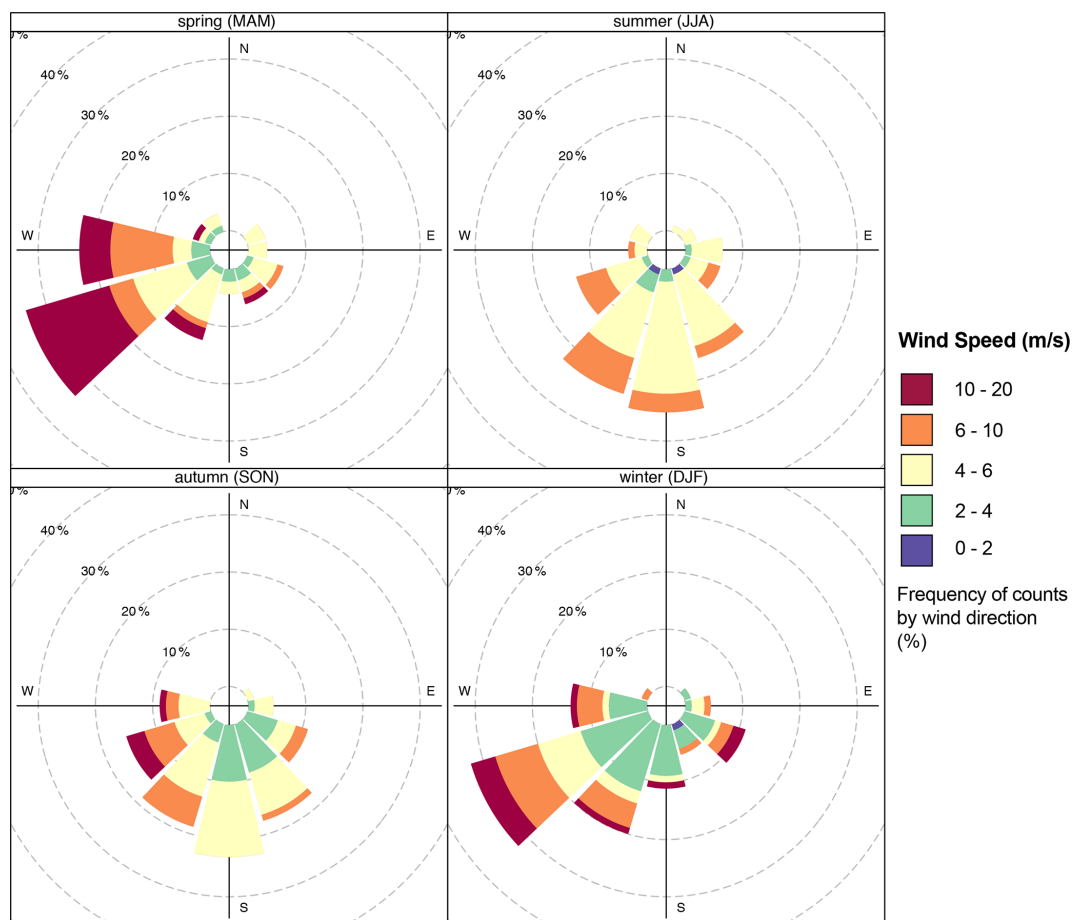 spring (MAM)
summer (JJA)
%
40 %
30 %
20 %
10 %
N
W
E
S
%
40 %
30 %
20 %
10 %
N
W
E
S
autumn (SON)
winter (DJF)
%
40 %
30 %
20 %
10 %
N
W
E
S
40 %
30 %
20 %
10 %
N
W
E
S
Wind Speed (m/s)
10 - 20
6 - 10
4 - 6
2 - 4
0 - 2
Frequency of counts
by wind direction
(%)